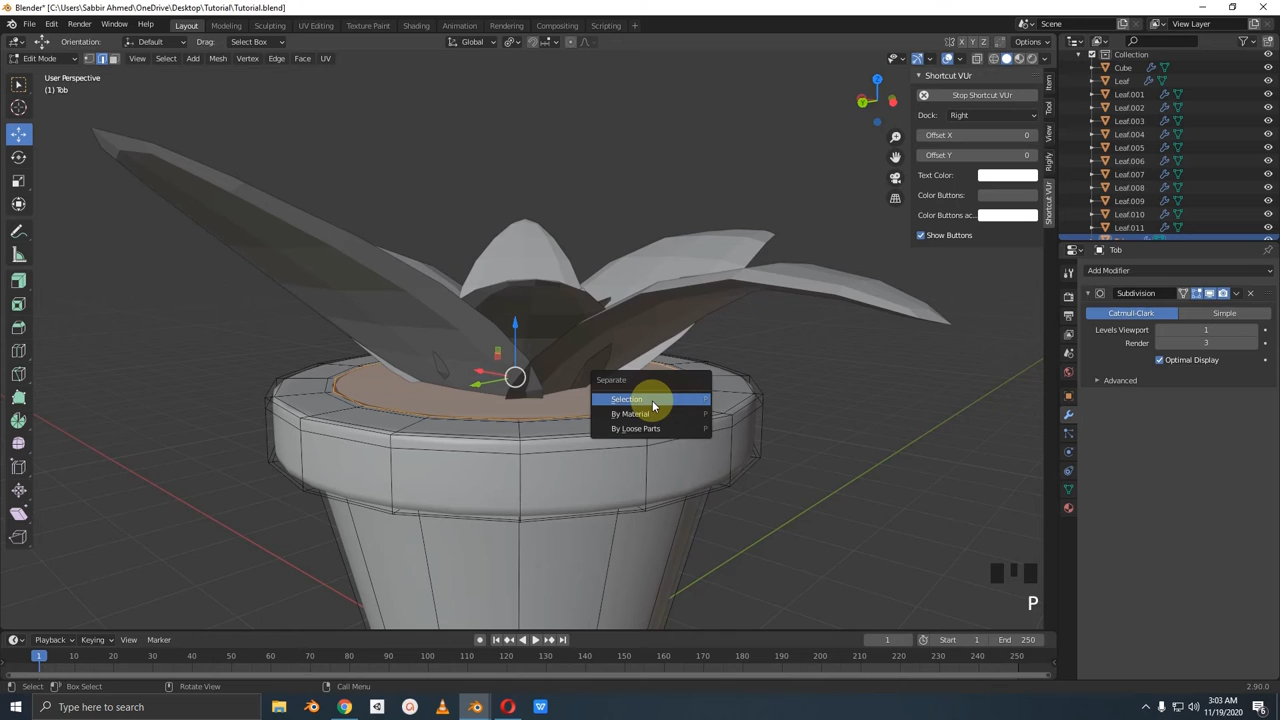 Blender* [C:\Users\Sabbir Ahmed\OneDrive\Desktop\Tutorial\Tutorial.blend]
File Edit Render Window Help Layout Modeling Sculpting UV Editing Texture Paint Shading Animation Rendering Compositing Scripting + Scene View Layer
Orientation: Default Drag: Select Box Global X Y Z Options
Edit Mode View Select Add Mesh Vertex Edge Face UV
User Perspective
(1) Tob
Z
Y
Shortcut VUr
Stop Shortcut VUr
Dock: Right
Offset X 0
Offset Y 0
Text Color:
Color Buttons:
Color Buttons ac...
Show Buttons
Item
Tool
View
Rigify
Shortcut VUr
Collection
Cube
Leaf
Leaf.001
Leaf.002
Leaf.003
Leaf.004
Leaf.005
Leaf.006
Leaf.007
Leaf.008
Leaf.009
Leaf.010
Leaf.011
Tob
Add Modifier
Subdivision
Catmull-Clark Simple
Levels Viewport 1
Render 3
Optimal Display
Advanced
Separate
Selection P
By Material P
By Loose Parts P
P
Playback Keying View Marker 1 Start 1 End 250
1 10 20 30 40 50 60 70 80 90 100 110 120 130 140 150 160 170 180 190 200 210 220 230 240 250
Select Box Select Rotate View Call Menu 2.90.0
Type here to search
3:03 AM
11/19/2020
6